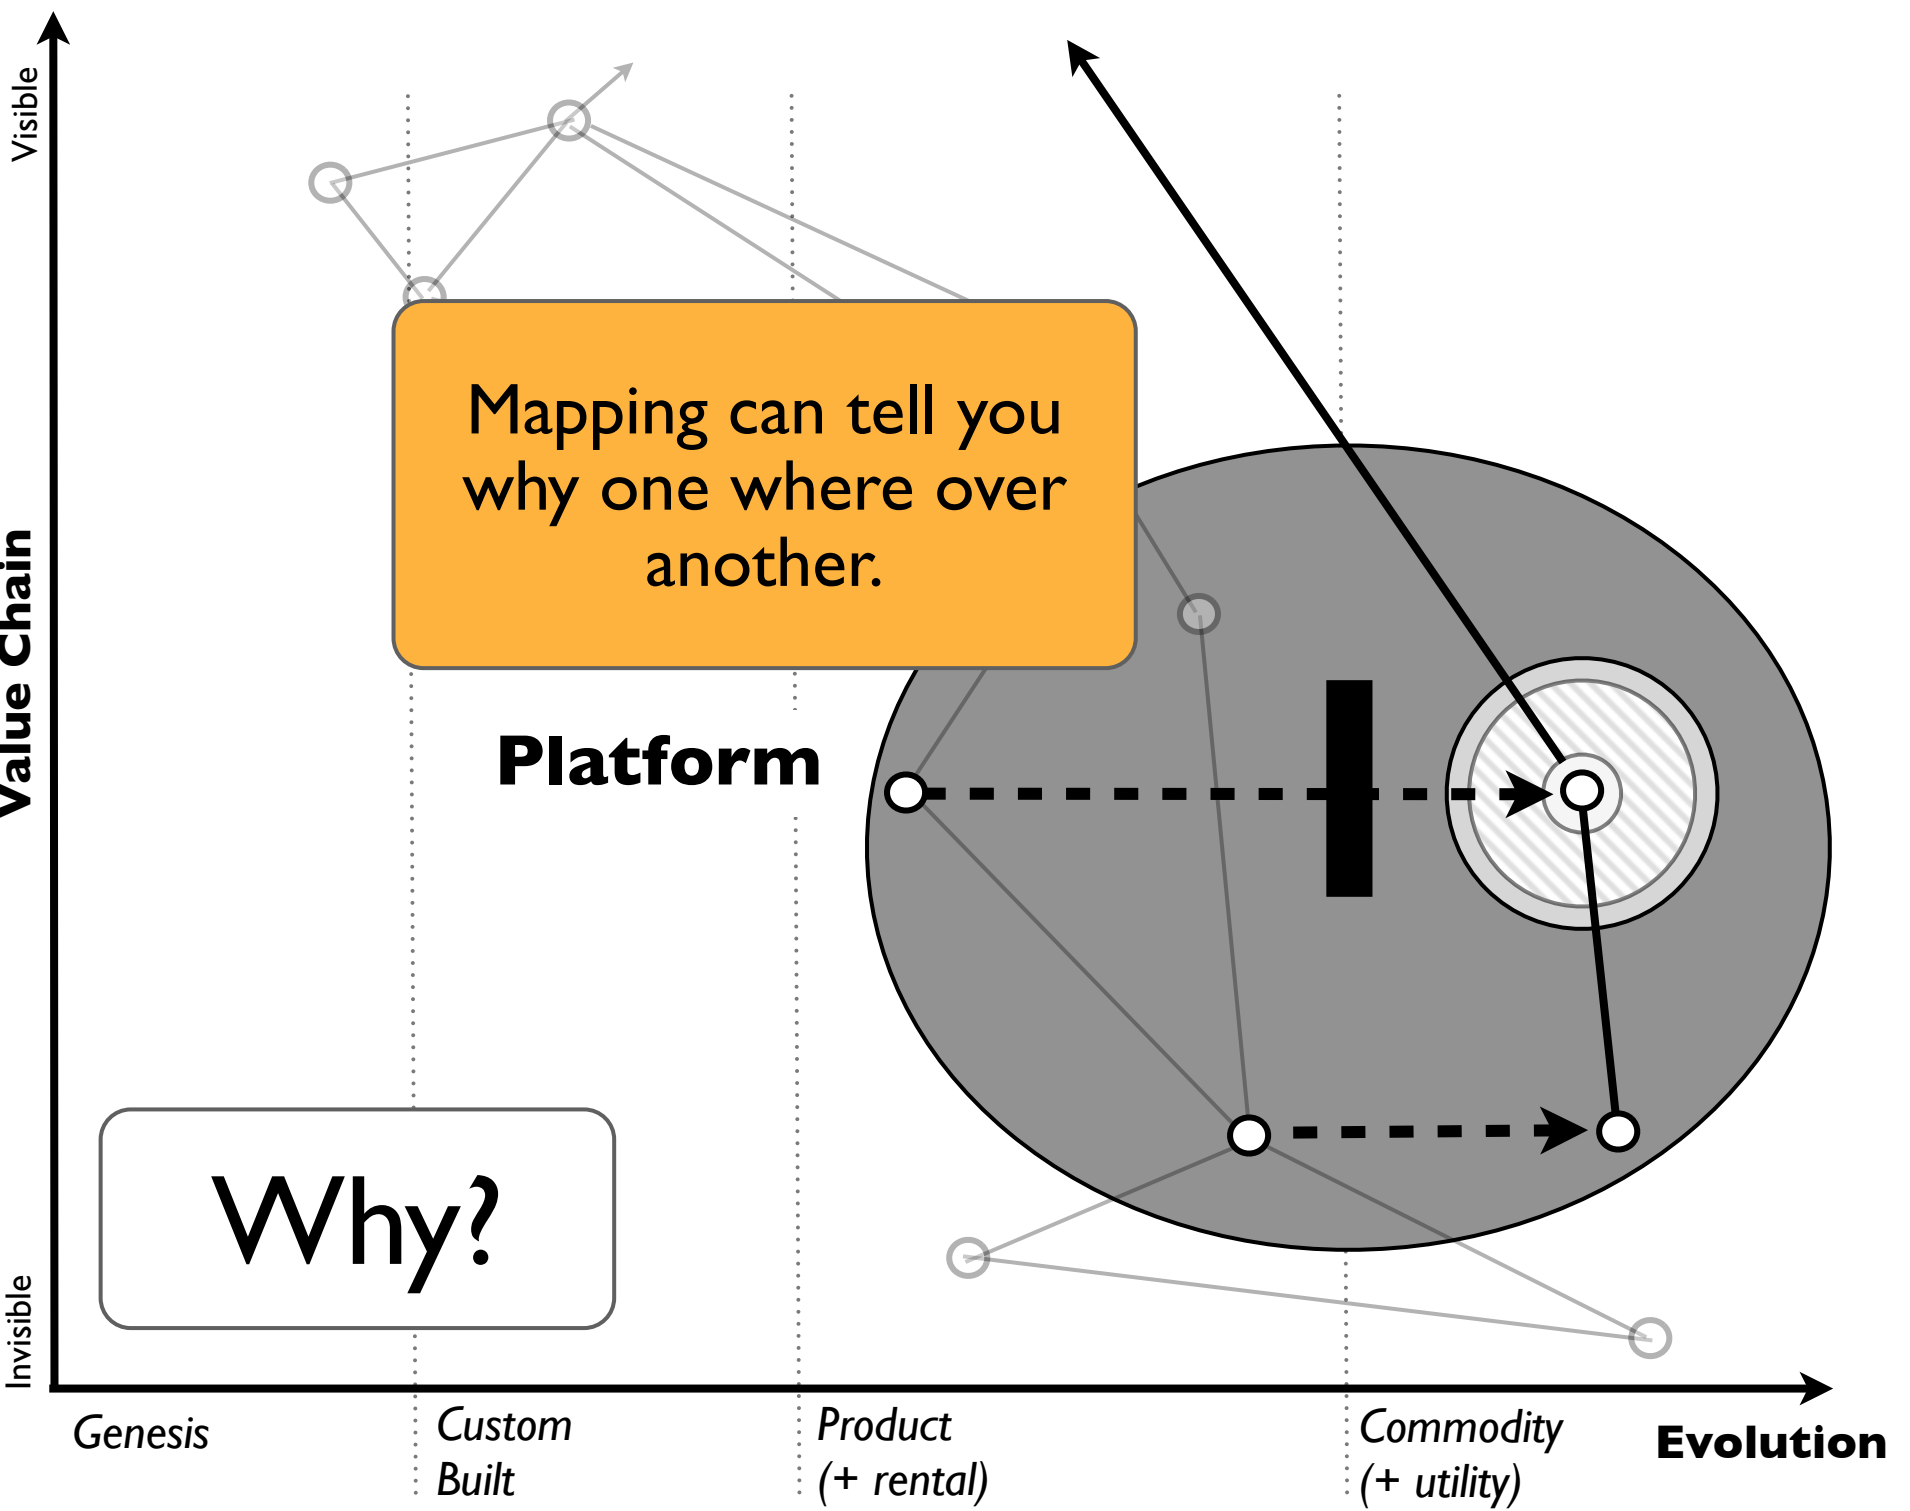 Visible
Mapping can tell you
why one where over
another.
Value Chain
Platform
Why?
Invisible
Genesis
Custom
Built
Product
(+ rental)
Commodity
(+ utility)
Evolution